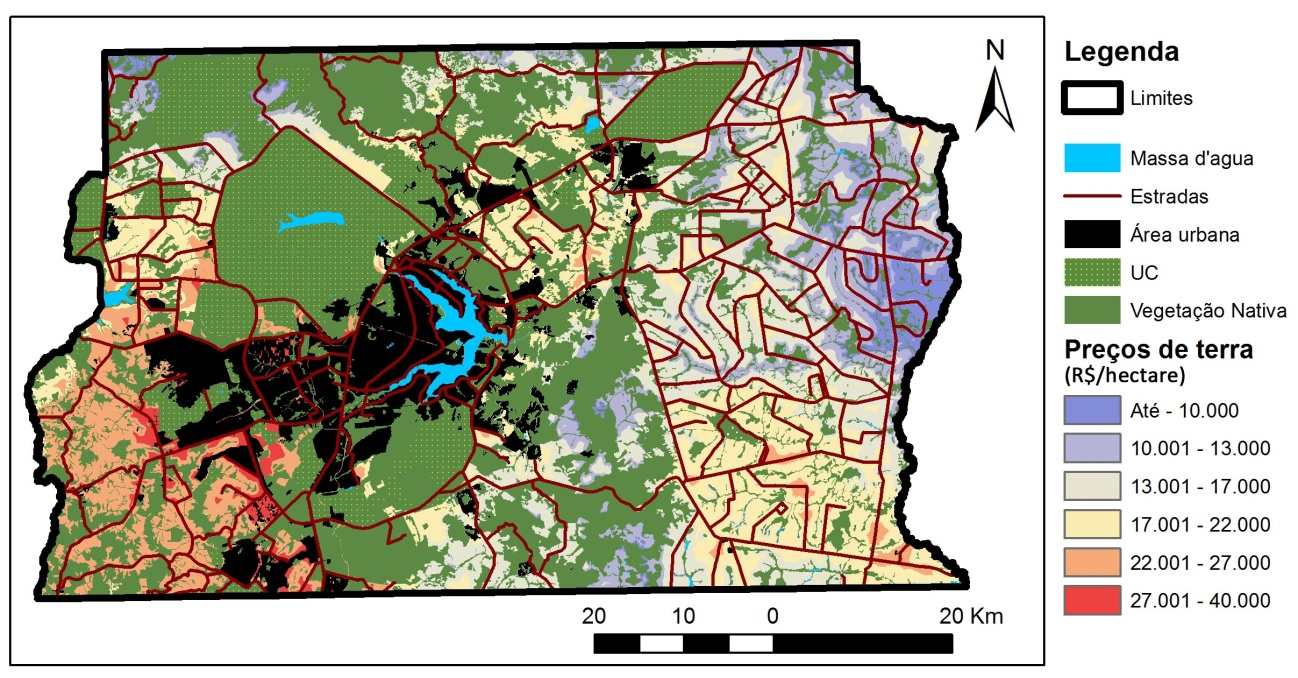 N
20 10 0 20 Km
Legenda
Limites
Massa d'agua
Estradas
Área urbana
UC
Vegetação Nativa
Preços de terra
(R$/hectare)
Até - 10.000
10.001 - 13.000
13.001 - 17.000
17.001 - 22.000
22.001 - 27.000
27.001 - 40.000